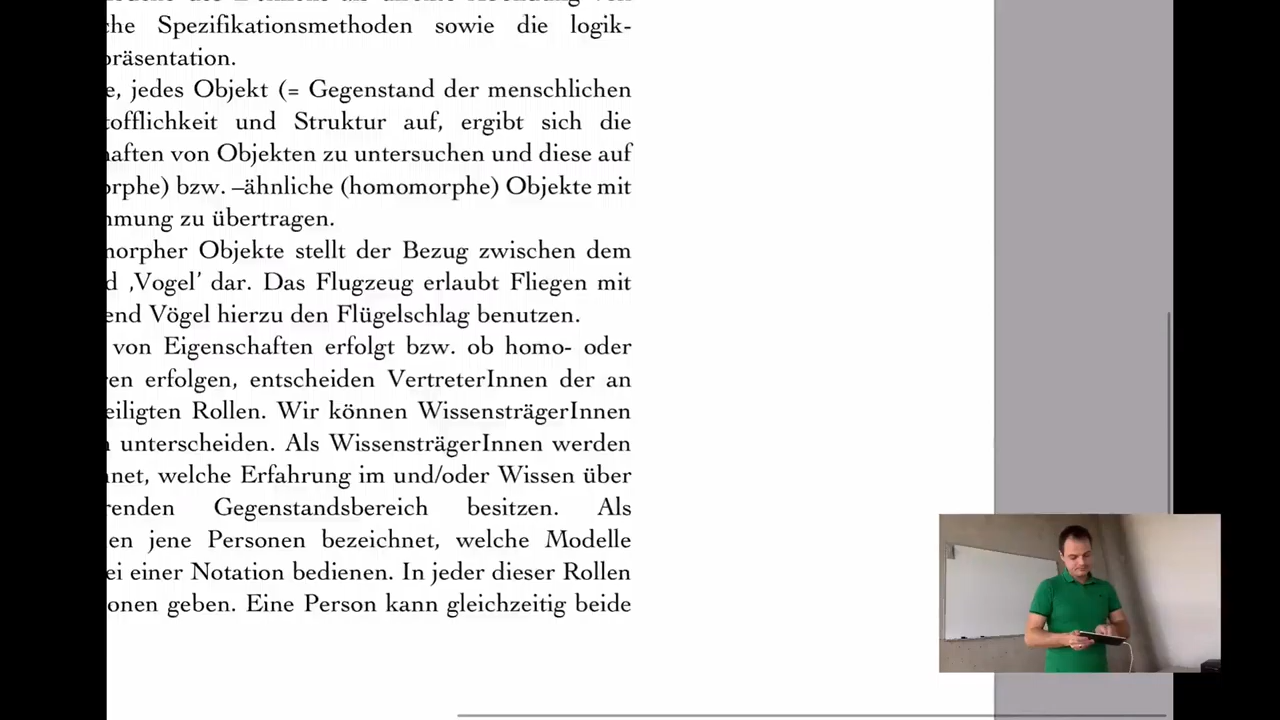 che Spezifikationsmethoden sowie die logik-
präsentation.
e, jedes Objekt (= Gegenstand der menschlichen
tofflichkeit und Struktur auf, ergibt sich die
haften von Objekten zu untersuchen und diese auf
orphe) bzw. –ähnliche (homomorphe) Objekte mit
mmung zu übertragen.
morpher Objekte stellt der Bezug zwischen dem
d ‚Vogel’ dar. Das Flugzeug erlaubt Fliegen mit
end Vögel hierzu den Flügelschlag benutzen.
von Eigenschaften erfolgt bzw. ob homo- oder
ren erfolgen, entscheiden VertreterInnen der an
eiligten Rollen. Wir können WissensträgerInnen
unterscheiden. Als WissensträgerInnen werden
nnet, welche Erfahrung im und/oder Wissen über
renden Gegenstandsbereich besitzen. Als
en jene Personen bezeichnet, welche Modelle
ei einer Notation bedienen. In jeder dieser Rollen
onen geben. Eine Person kann gleichzeitig beide